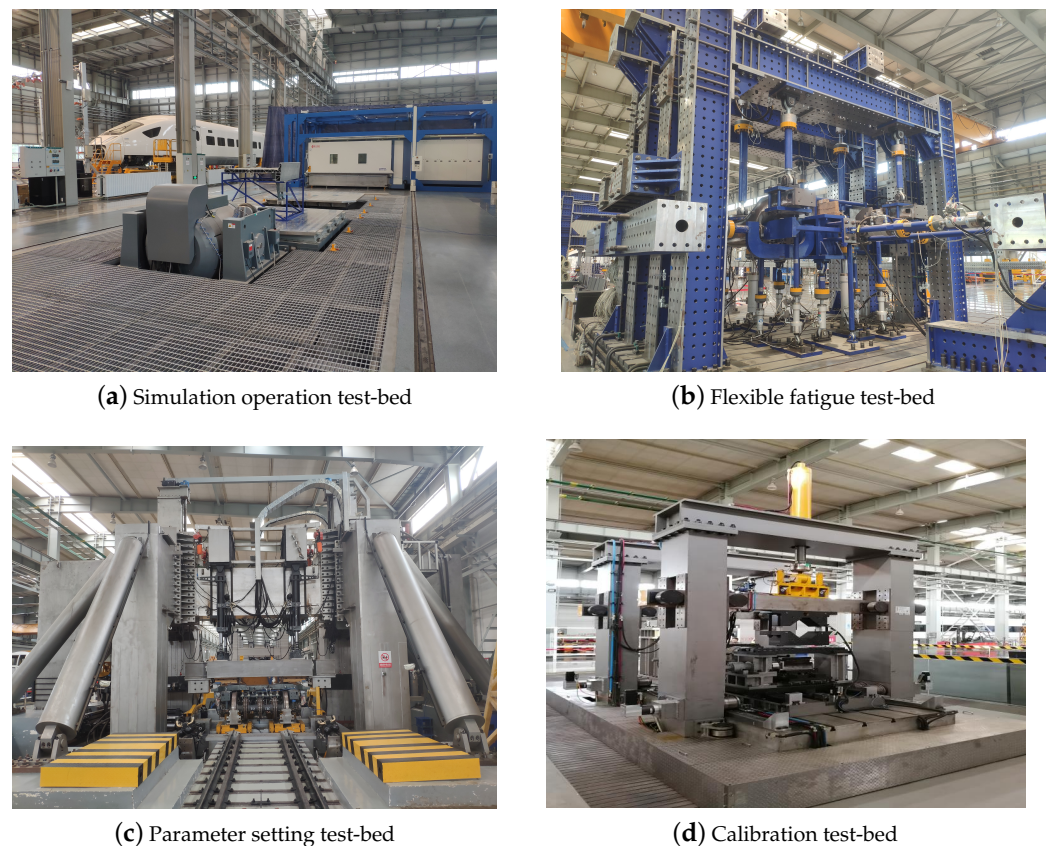 (a) Simulation operation test-bed
(b) Flexible fatigue test-bed
(c) Parameter setting test-bed
(d) Calibration test-bed